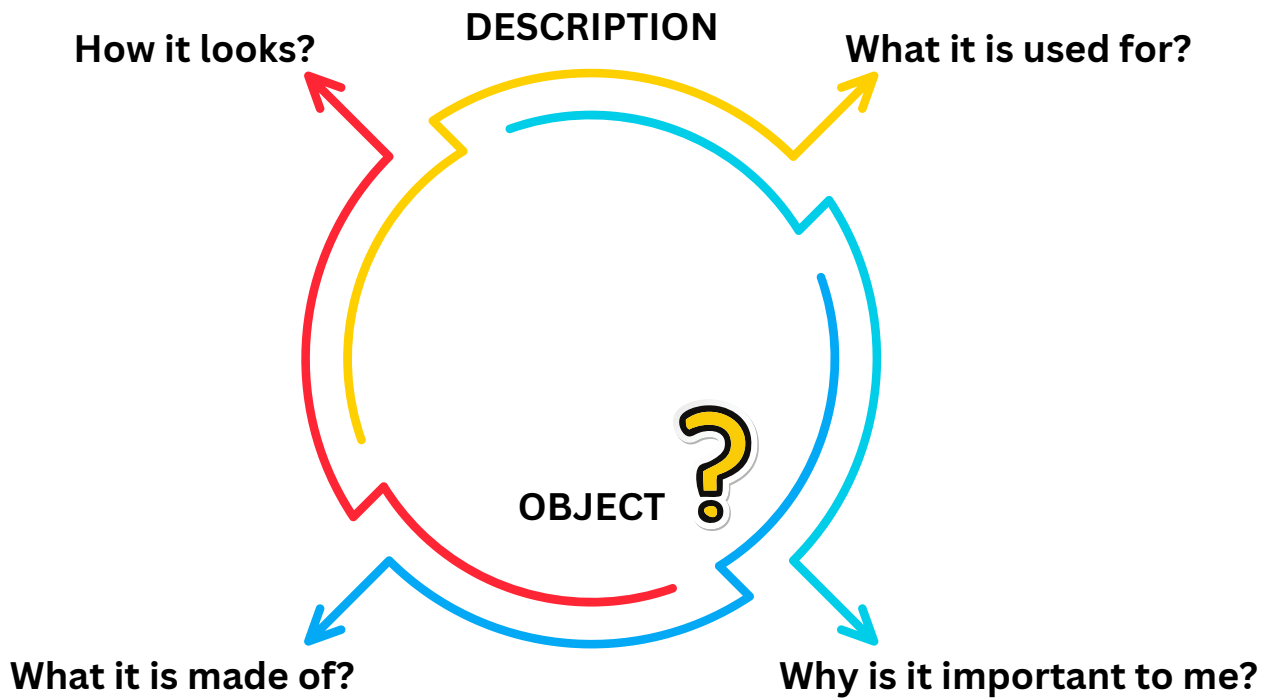 DESCRIPTION
How it looks?
What it is used for?
OBJECT ?
What it is made of?
Why is it important to me?